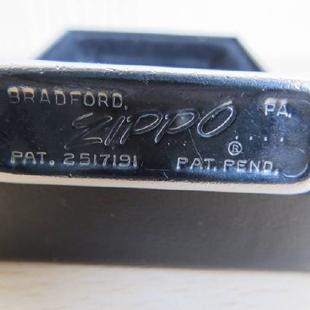 BRADFORD, PA.
ZIPPO
®
PAT. 2517191 PAT. PEND.